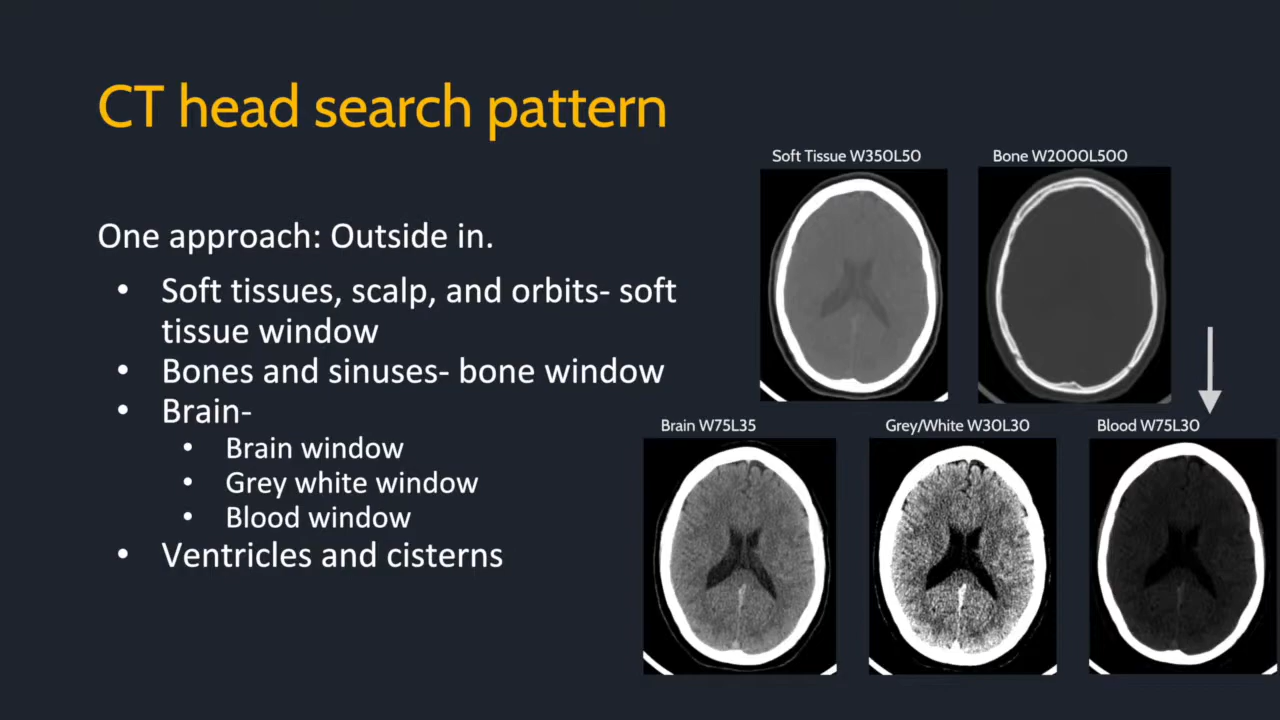 CT head search pattern
One approach: Outside in.
• Soft tissues, scalp, and orbits- soft
tissue window
• Bones and sinuses- bone window
• Brain-
• Brain window
• Grey white window
• Blood window
• Ventricles and cisterns
Soft Tissue W350L50
Bone W2000L500
Brain W75L35
Grey/White W30L30
Blood W75L30